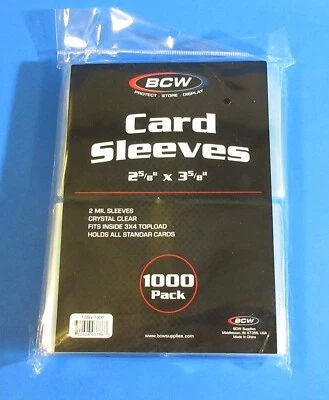 BCW
PROTECT · STORE · DISPLAY
Card
Sleeves
2 5/8" x 3 5/8"
2 MIL SLEEVES
CRYSTAL CLEAR
FITS INSIDE 3X4 TOPLOAD
HOLDS ALL STANDAR CARDS
1000
Pack
www.bcwsupplies.com
BCW
BCW Supplies
Made in China